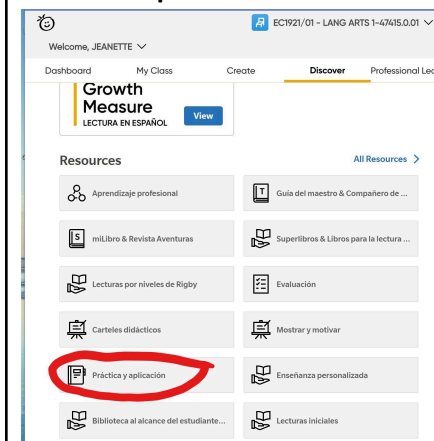 EC1921/01 - LANG ARTS 1-47415.0.01
Welcome, JEANETTE
Dashboard My Class Create Discover Professional
Growth
Measure
LECTURA EN ESPAÑOL
View
Resources All Resources
Aprendizaje profesional
Guía del maestro & Compañero de ...
miLibro & Revista Aventuras
Superlibros & Libros para la lectura ...
Lecturas por niveles de Rigby
Evaluación
Carteles didácticos
Mostrar y motivar
Práctica y aplicación
Enseñanza personalizada
Biblioteca al alcance del estudiante...
Lecturas iniciales